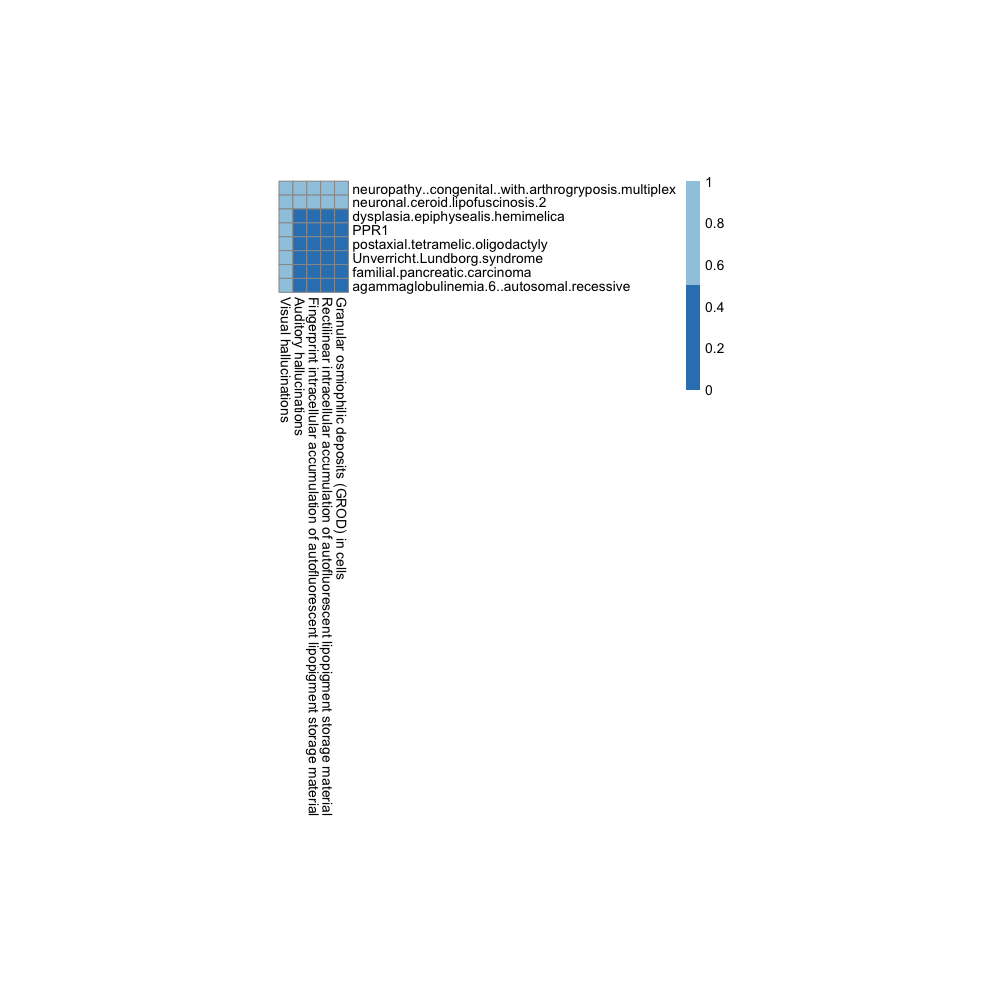 neuropathy..congenital..with.arthrogryposis.multiplex
neuronal.ceroid.lipofuscinosis.2
dysplasia.epiphysealis.hemimelica
PPR1
postaxial.tetramelic.oligodactyly
Unverricht.Lundborg.syndrome
familial.pancreatic.carcinoma
agammaglobulinemia.6..autosomal.recessive
1
0.8
0.6
0.4
0.2
0
Visual hallucinations
Auditory hallucinations
Fingerprint intracellular accumulation of autofluorescent lipopigment storage material
Rectilinear intracellular accumulation of autofluorescent lipopigment storage material
Granular osmiophilic deposits (GROD) in cells